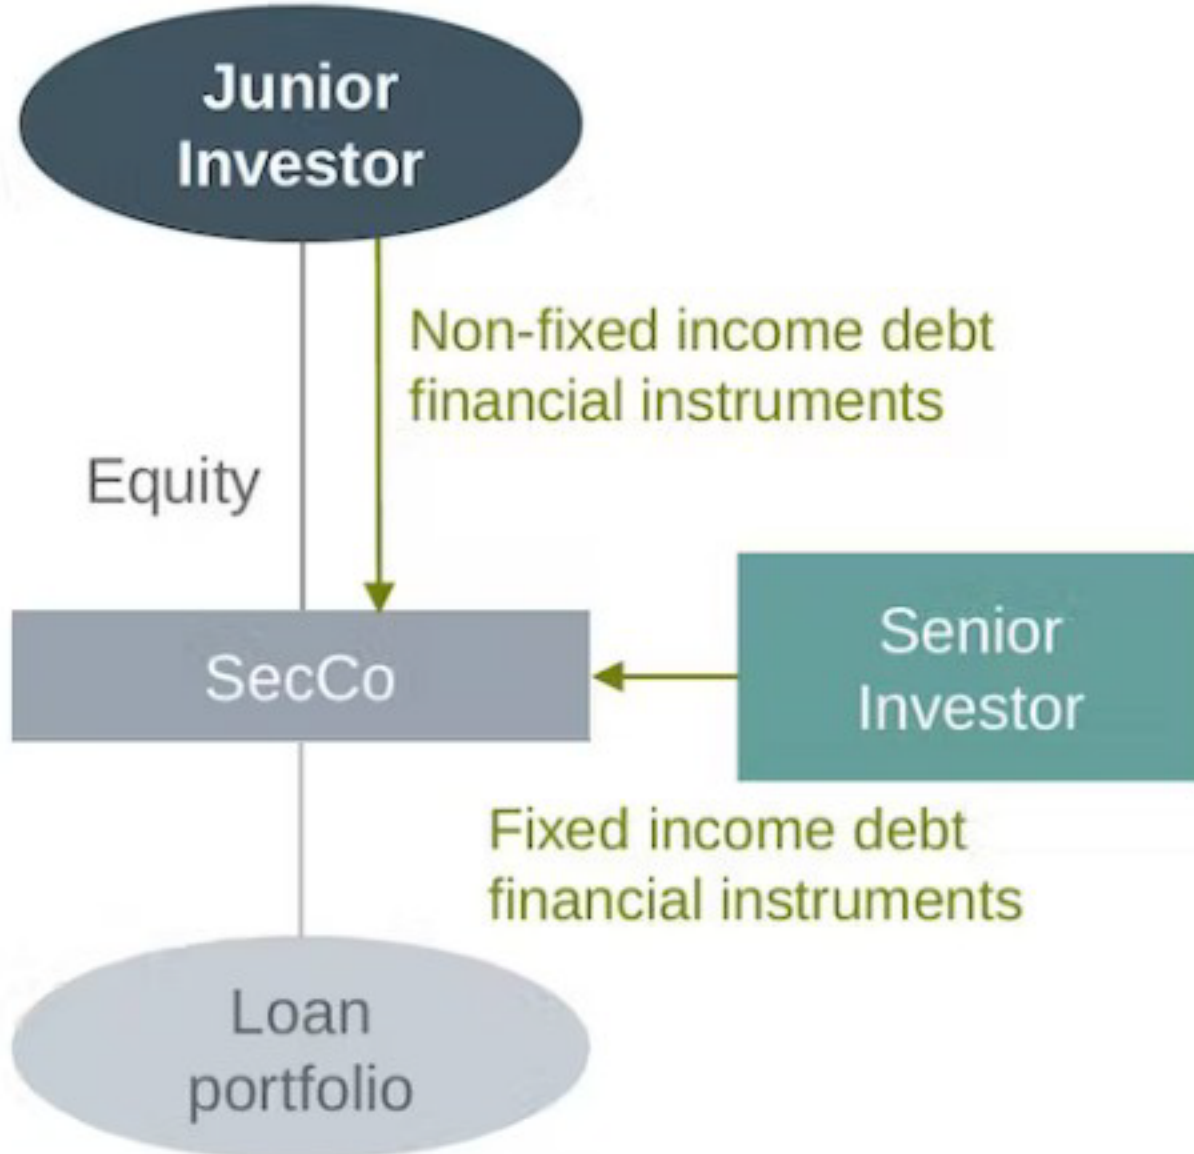 Junior
Investor
Non-fixed income debt
financial instruments
Equity
SecCo
Senior
Investor
Fixed income debt
financial instruments
Loan
portfolio